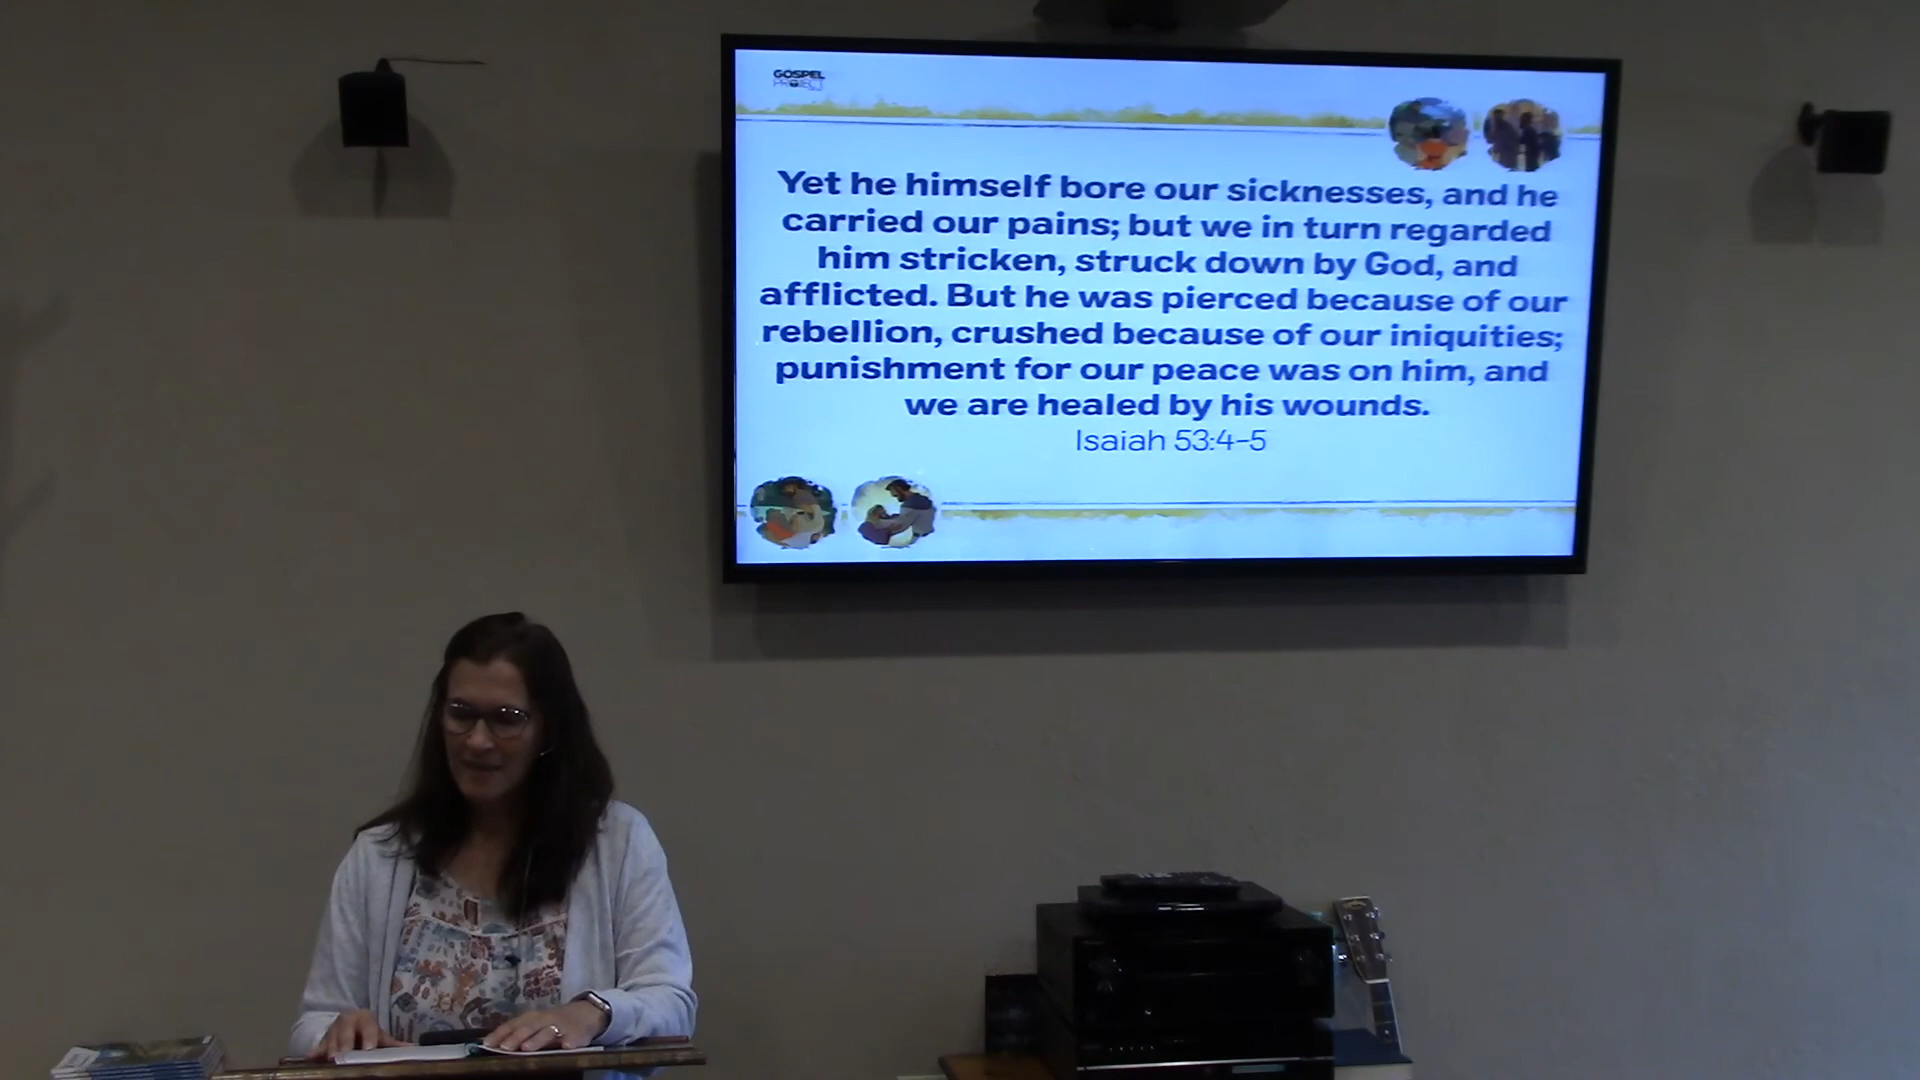 GOSPEL
PROJECT
Yet he himself bore our sicknesses, and he
carried our pains; but we in turn regarded
him stricken, struck down by God, and
afflicted. But he was pierced because of our
rebellion, crushed because of our iniquities;
punishment for our peace was on him, and
we are healed by his wounds.
Isaiah 53:4–5